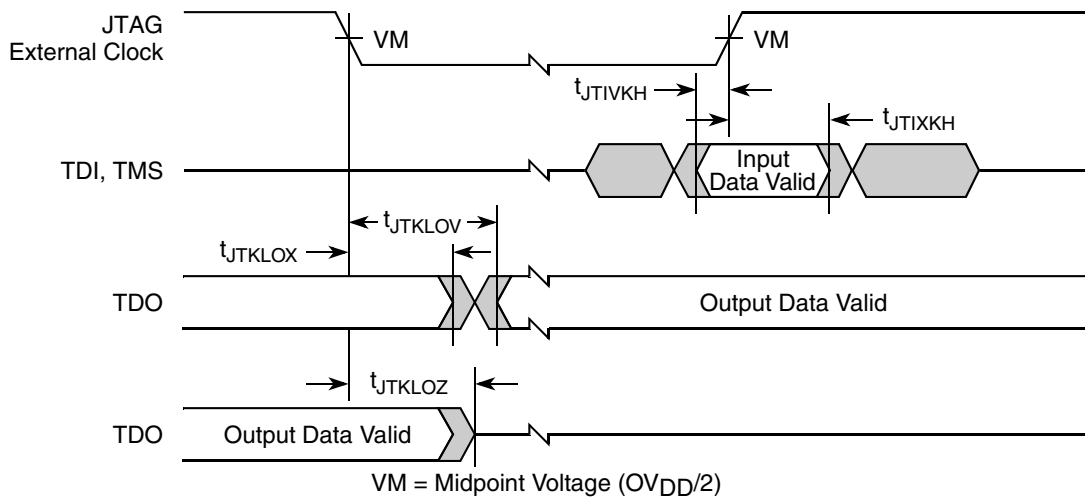 JTAG
External Clock
VM
VM
tJTIVKH
tJTIXKH
TDI, TMS
Input
Data Valid
tJTKLOV
tJTKLOX
TDO
Output Data Valid
tJTKLOZ
TDO
Output Data Valid
VM = Midpoint Voltage (OVDD/2)